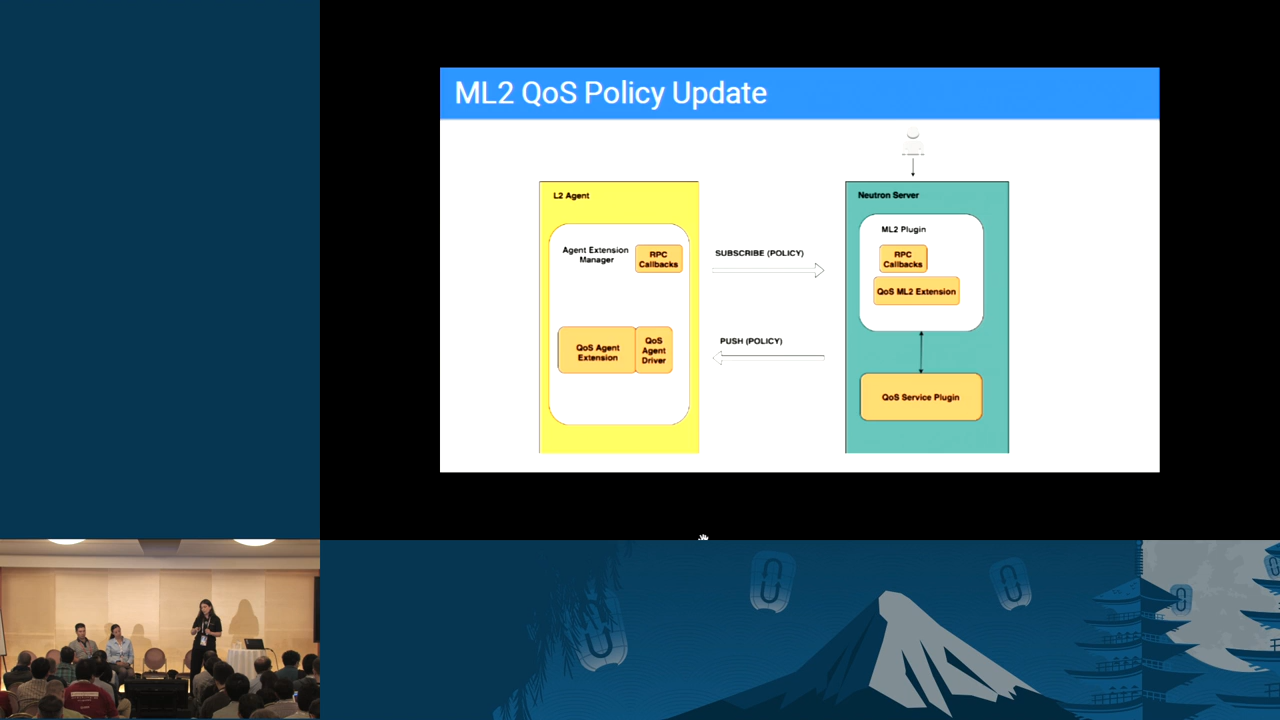 ML2 QoS Policy Update
L2 Agent
Agent Extension
Manager
RPC
Callbacks
QoS Agent
Extension
QoS
Agent
Driver
SUBSCRIBE (POLICY)
PUSH (POLICY)
Neutron Server
ML2 Plugin
RPC
Callbacks
QoS ML2 Extension
QoS Service Plugin